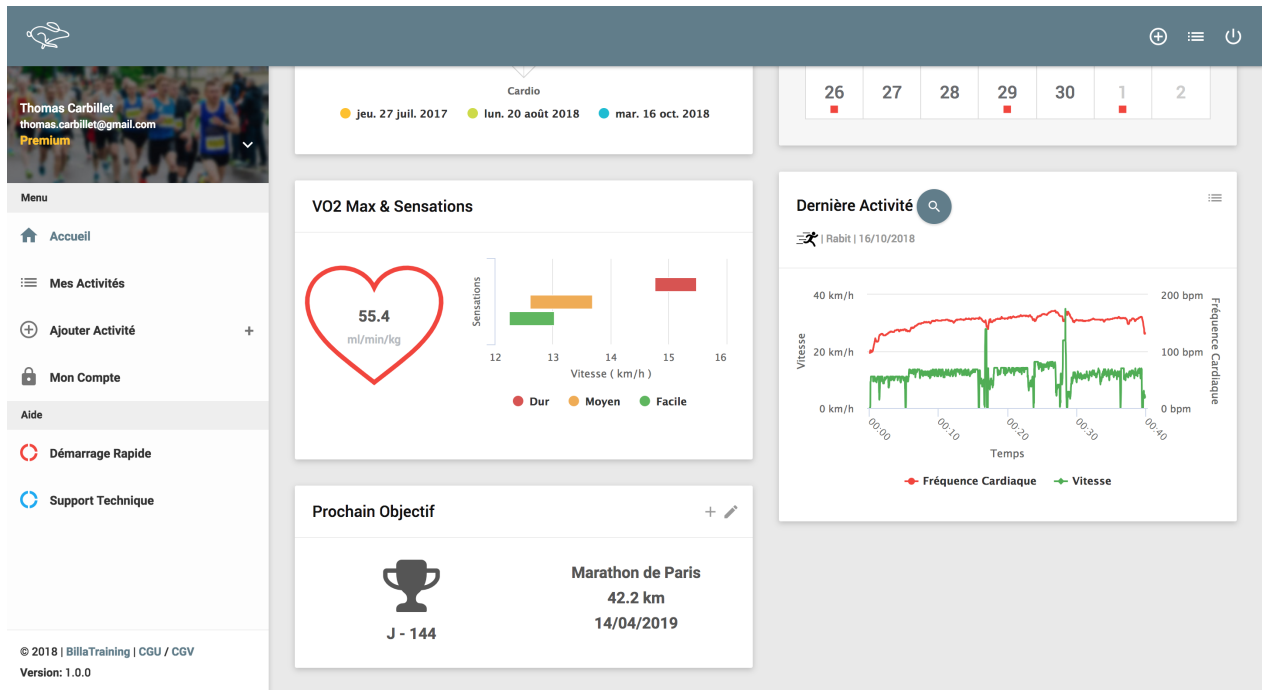 Thomas Carbillet
thomas.carbillet@gmail.com
Premium
Menu
Accueil
Mes Activités
Ajouter Activité +
Mon Compte
Aide
Démarrage Rapide
Support Technique
© 2018 | BillaTraining | CGU / CGV
Version: 1.0.0
Cardio
jeu. 27 juil. 2017 lun. 20 août 2018 mar. 16 oct. 2018
VO2 Max & Sensations
55.4
ml/min/kg
Sensations
12 13 14 15 16
Vitesse ( km/h )
Dur Moyen Facile
Prochain Objectif
J - 144
Marathon de Paris
42.2 km
14/04/2019
26 27 28 29 30 1 2
Dernière Activité
| Rabit | 16/10/2018
40 km/h 200 bpm
20 km/h 100 bpm
0 km/h 0 bpm
Vitesse
Fréquence Cardiaque
00:00 00:10 00:20 00:30 00:40
Temps
Fréquence Cardiaque Vitesse